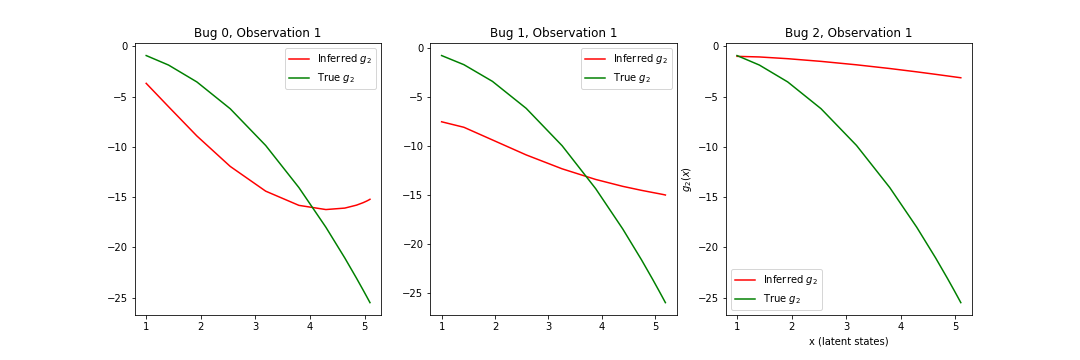 Bug 0, Observation 1
0
−5
−10
−15
−20
−25
1 2 3 4 5
Inferred g₂
True g₂
Bug 1, Observation 1
0
−5
−10
−15
−20
−25
1 2 3 4 5
Inferred g₂
True g₂
Bug 2, Observation 1
g₂(x)
0
−5
−10
−15
−20
−25
1 2 3 4 5
x (latent states)
Inferred g₂
True g₂